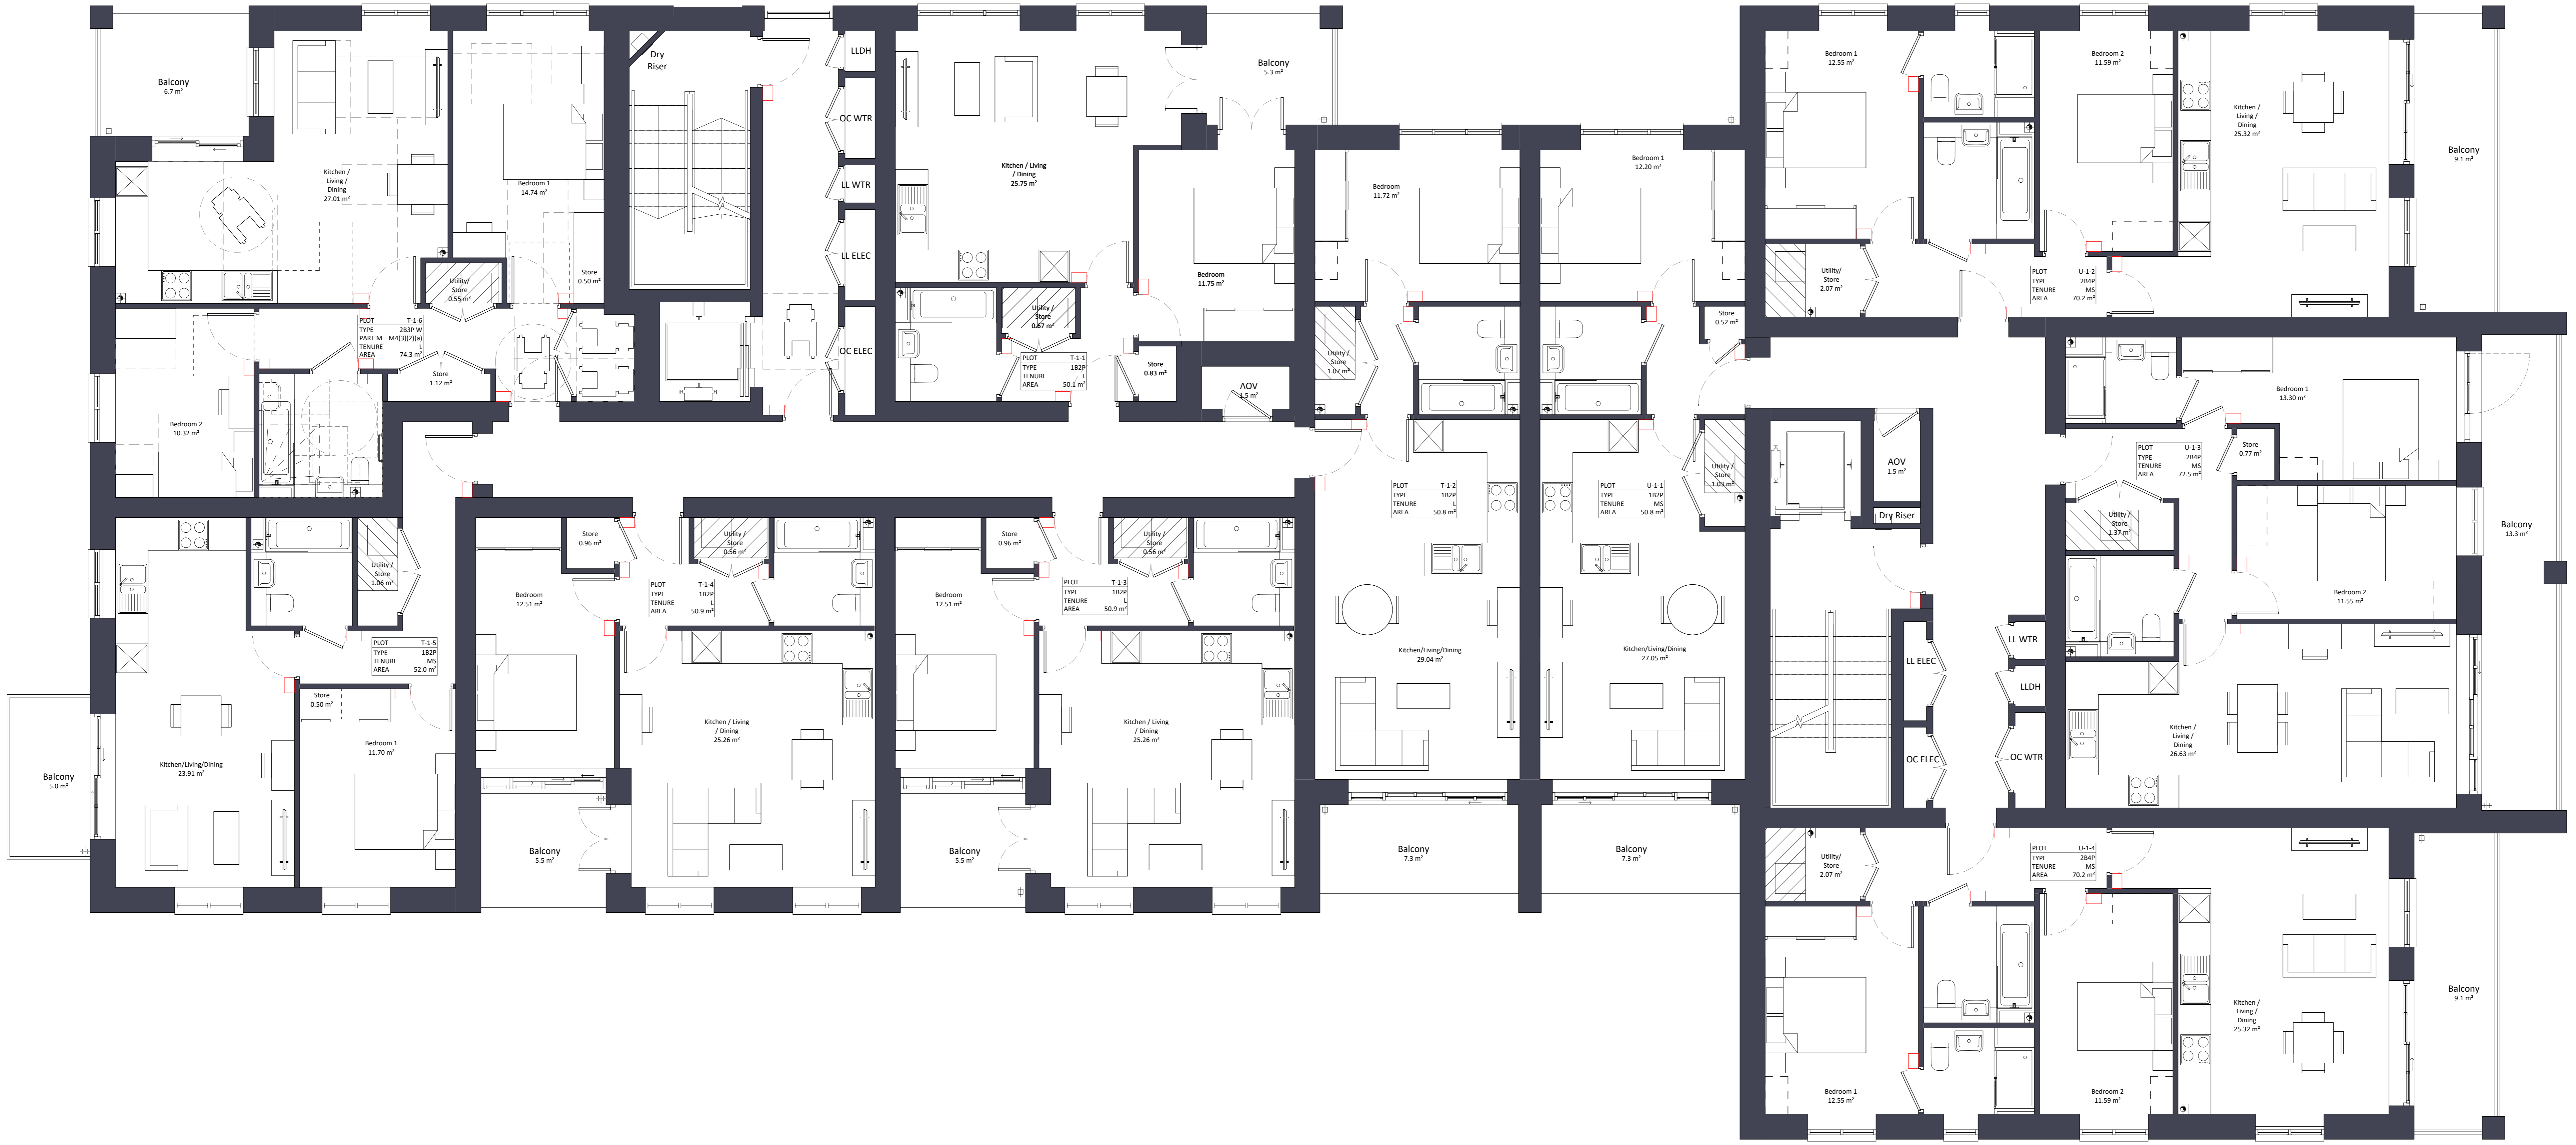 Balcony
6.7 m²
Kitchen /
Living /
Dining
27.01 m²
Bedroom 1
14.74 m²
Store
0.50 m²
Utility/
Store
0.55 m²
PLOT T-1-6
TYPE 2B3P W
PART M M4(3)(2)(a)
TENURE L
AREA 74.3 m²
Store
1.12 m²
Bedroom 2
10.32 m²
Dry
Riser
LLDH
OC WTR
LL WTR
LL ELEC
OC ELEC
Kitchen / Living
/ Dining
25.75 m²
Balcony
5.3 m²
Bedroom
11.75 m²
Utility /
Store
0.67 m²
PLOT T-1-1
TYPE 1B2P
TENURE L
AREA 50.1 m²
Store
0.83 m²
AOV
1.5 m²
Bedroom
11.72 m²
Utility /
Store
1.07 m²
PLOT T-1-2
TYPE 1B2P
TENURE L
AREA 50.8 m²
Kitchen/Living/Dining
29.04 m²
Balcony
7.3 m²
Bedroom 1
12.20 m²
Store
0.52 m²
Utility /
Store
1.03 m²
PLOT U-1-1
TYPE 1B2P
TENURE MS
AREA 50.8 m²
Kitchen/Living/Dining
27.05 m²
Balcony
7.3 m²
Bedroom 1
12.55 m²
Bedroom 2
11.59 m²
Kitchen /
Living /
Dining
25.32 m²
Balcony
9.1 m²
Utility/
Store
2.07 m²
PLOT U-1-2
TYPE 2B4P
TENURE MS
AREA 70.2 m²
Bedroom 1
13.30 m²
PLOT U-1-3
TYPE 2B4P
TENURE MS
AREA 72.5 m²
Store
0.77 m²
Utility /
Store
1.37 m²
Bedroom 2
11.55 m²
Balcony
13.3 m²
Kitchen /
Living /
Dining
26.63 m²
AOV
1.5 m²
Dry Riser
LL ELEC
OC ELEC
LL WTR
LLDH
OC WTR
Utility/
Store
2.07 m²
PLOT U-1-4
TYPE 2B4P
TENURE MS
AREA 70.2 m²
Bedroom 1
12.55 m²
Bedroom 2
11.59 m²
Kitchen /
Living /
Dining
25.32 m²
Balcony
9.1 m²
Utility /
Store
1.06 m²
PLOT T-1-5
TYPE 1B2P
TENURE MS
AREA 52.0 m²
Store
0.50 m²
Bedroom 1
11.70 m²
Kitchen/Living/Dining
23.91 m²
Balcony
5.0 m²
Store
0.96 m²
Utility /
Store
0.56 m²
Bedroom
12.51 m²
PLOT T-1-4
TYPE 1B2P
TENURE L
AREA 50.9 m²
Kitchen / Living
/ Dining
25.26 m²
Balcony
5.5 m²
Store
0.96 m²
Utility /
Store
0.56 m²
Bedroom
12.51 m²
PLOT T-1-3
TYPE 1B2P
TENURE L
AREA 50.9 m²
Kitchen / Living
/ Dining
25.26 m²
Balcony
5.5 m²